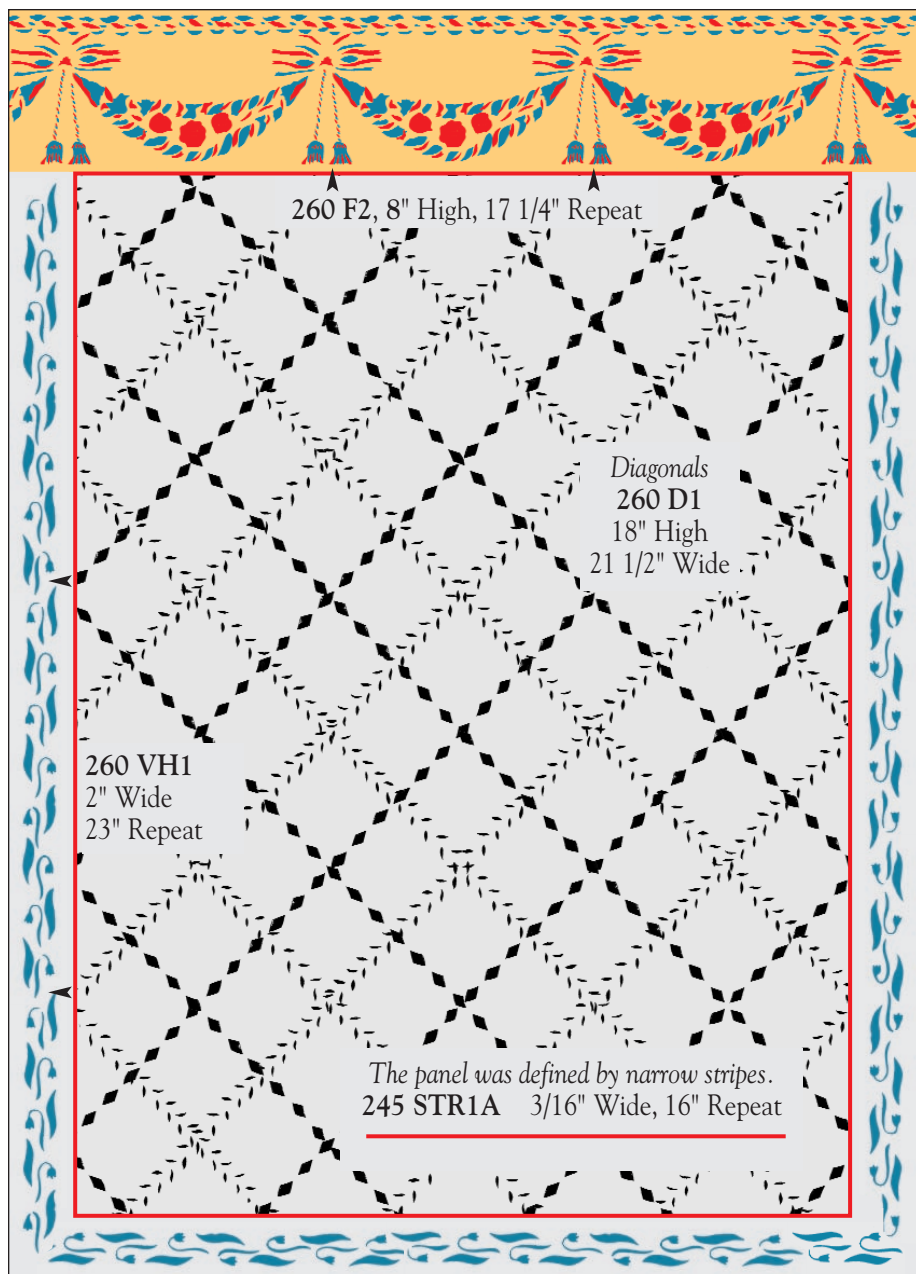 260 F2, 8" High, 17 1/4" Repeat
Diagonals
260 D1
18" High
21 1/2" Wide
260 VH1
2" Wide
23" Repeat
The panel was defined by narrow stripes.
245 STR1A 3/16" Wide, 16" Repeat